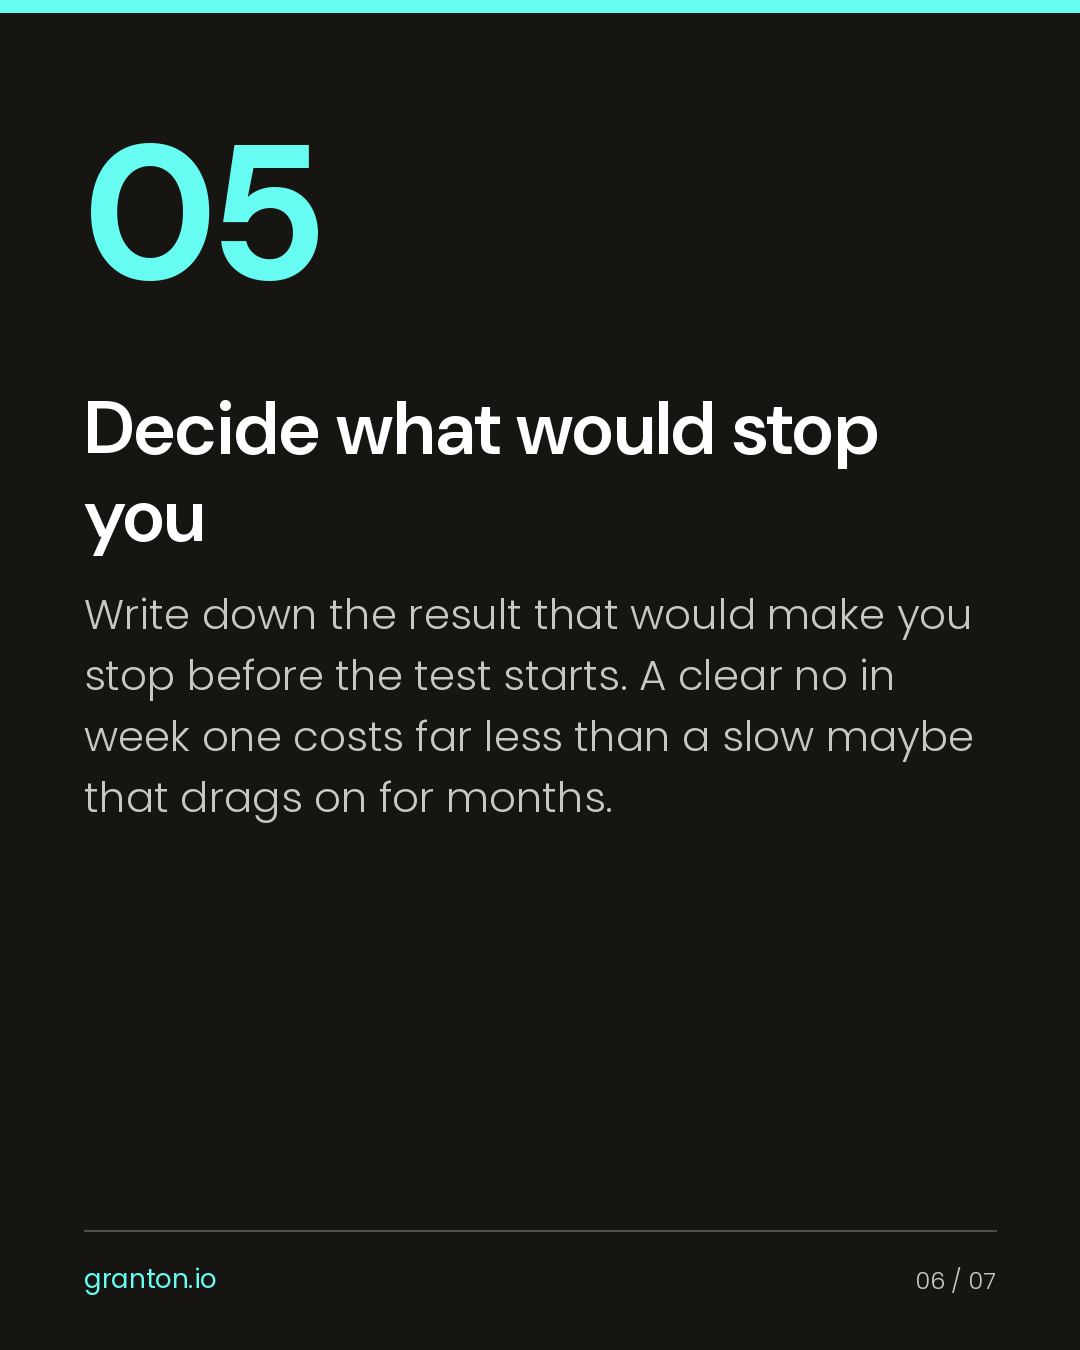 05
Decide what would stop
you
Write down the result that would make you
stop before the test starts. A clear no in
week one costs far less than a slow maybe
that drags on for months.
granton.io
06 / 07